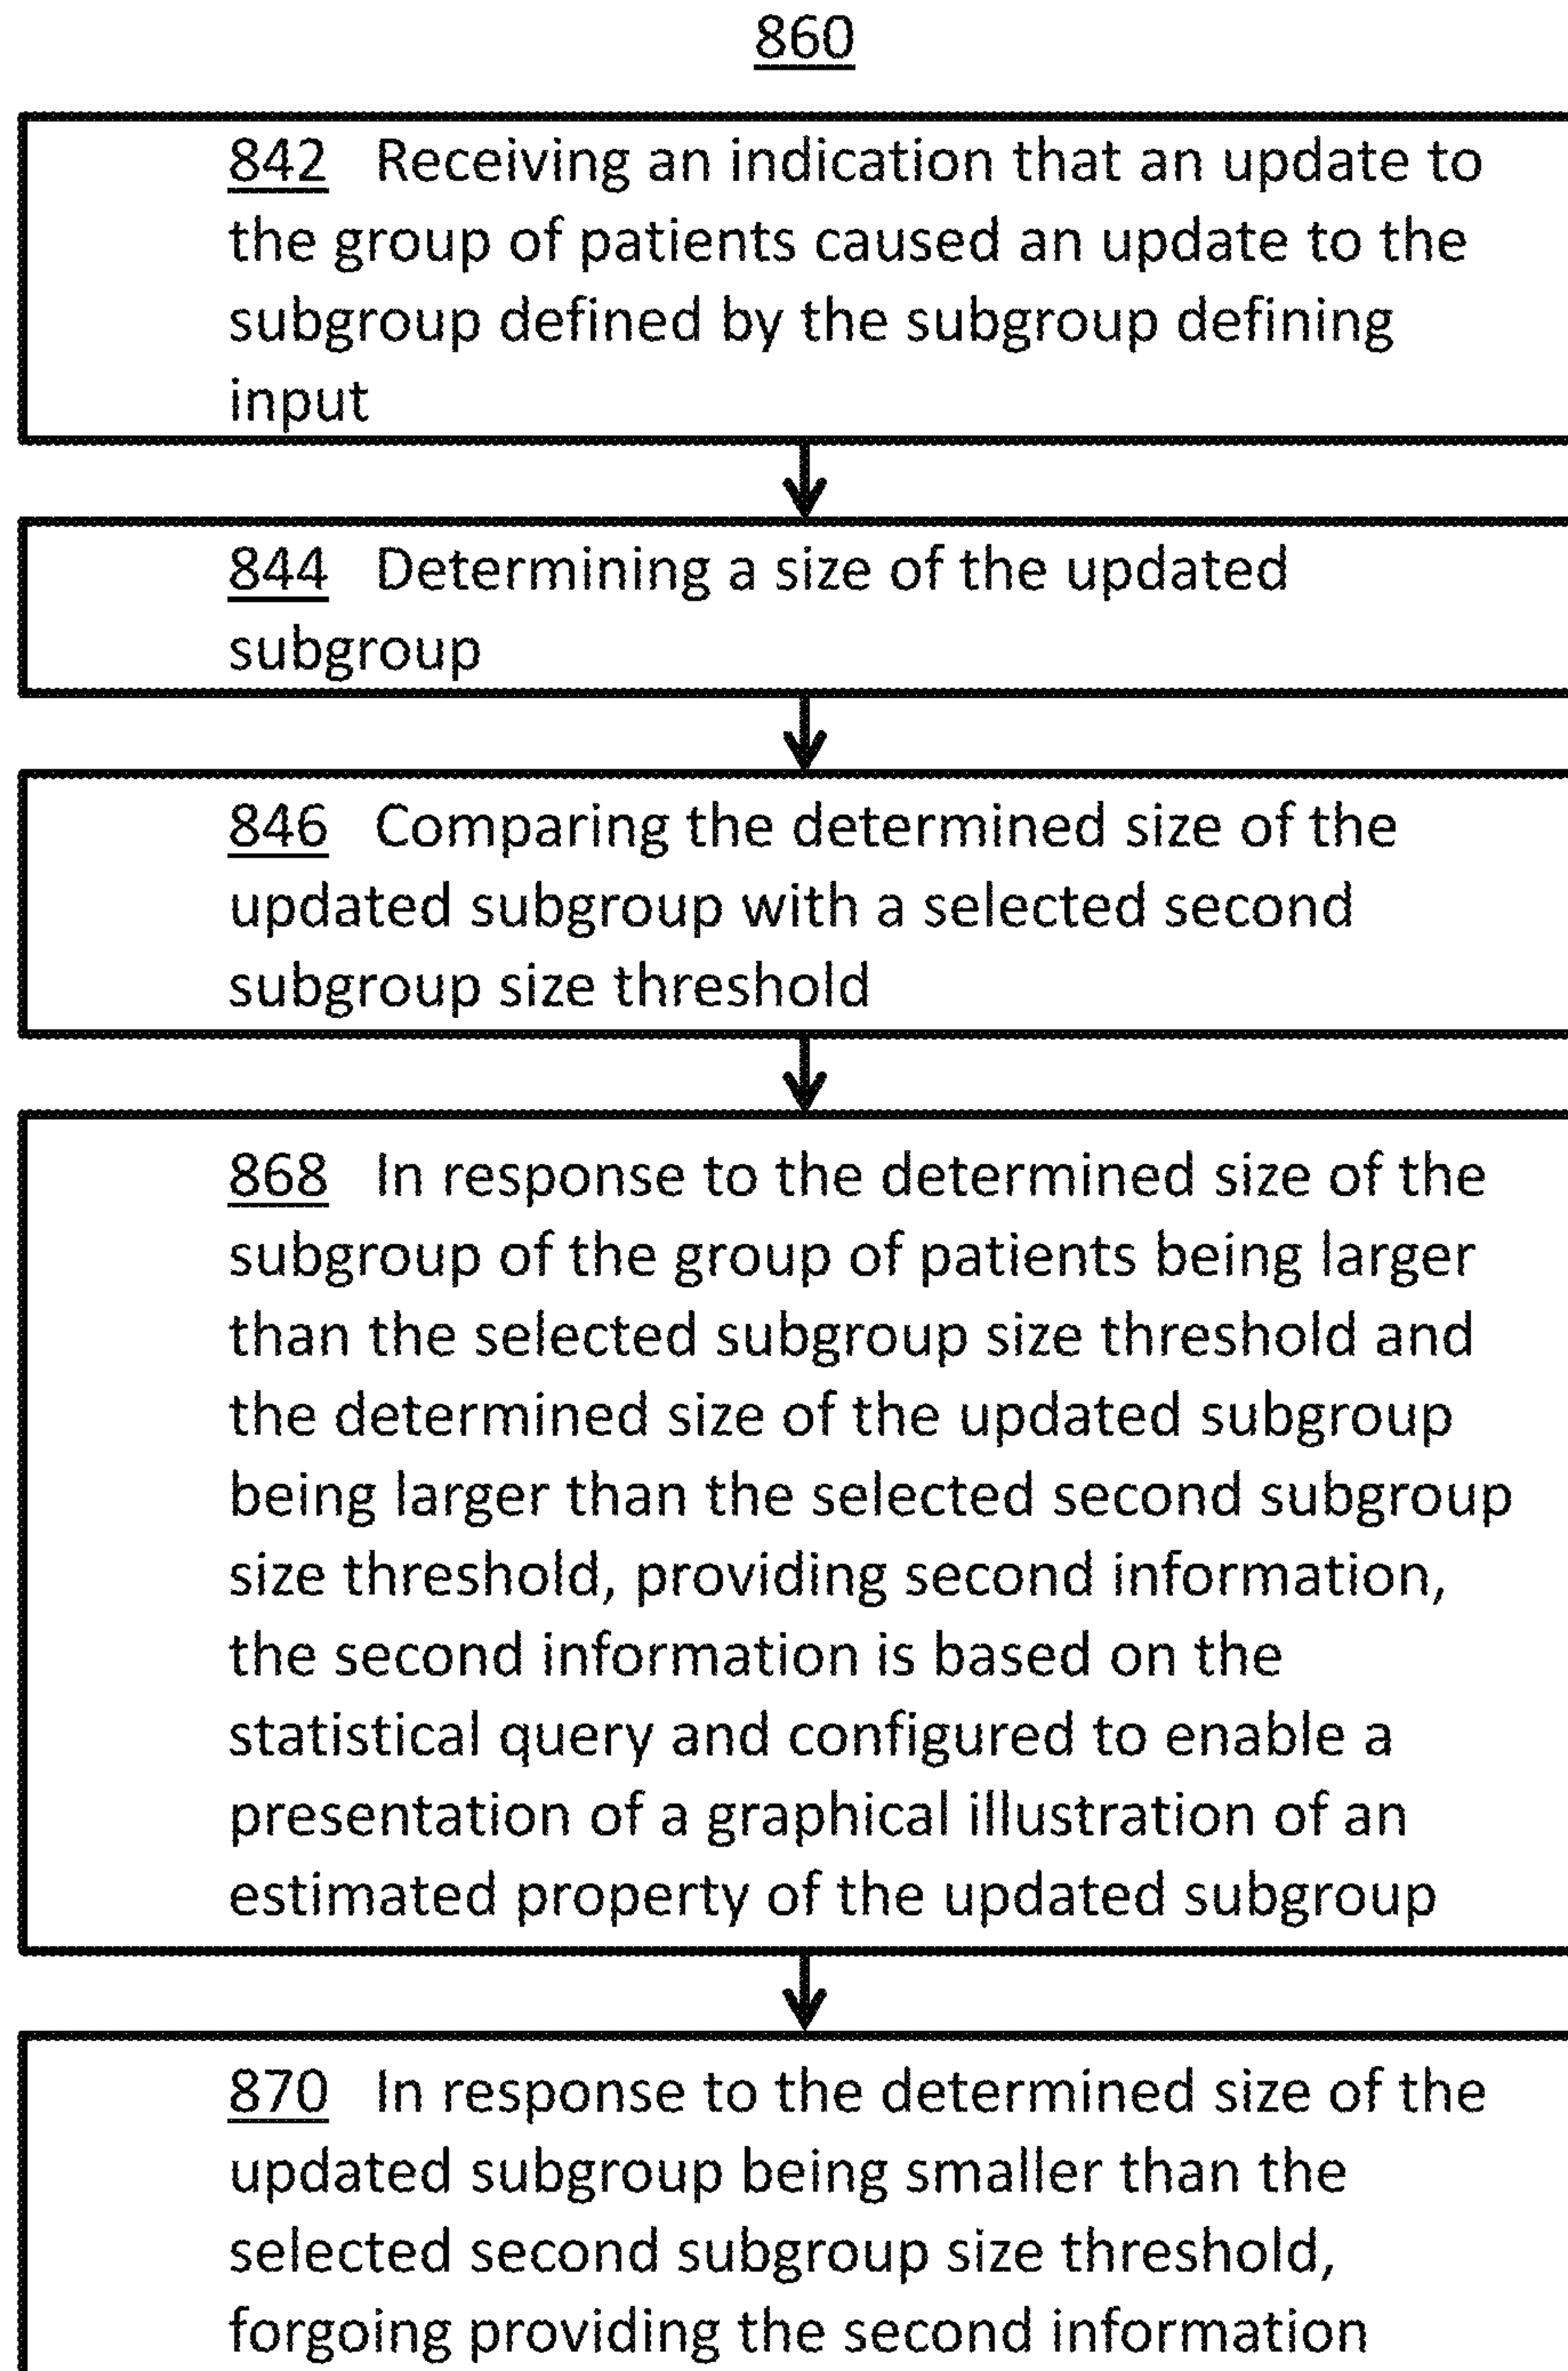 860
842 Receiving an indication that an update to
the group of patients caused an update to the
subgroup defined by the subgroup defining
input
844 Determining a size of the updated
subgroup
846 Comparing the determined size of the
updated subgroup with a selected second
subgroup size threshold
868 In response to the determined size of the
subgroup of the group of patients being larger
than the selected subgroup size threshold and
the determined size of the updated subgroup
being larger than the selected second subgroup
size threshold, providing second information,
the second information is based on the
statistical query and configured to enable a
presentation of a graphical illustration of an
estimated property of the updated subgroup
870 In response to the determined size of the
updated subgroup being smaller than the
selected second subgroup size threshold,
forgoing providing the second information